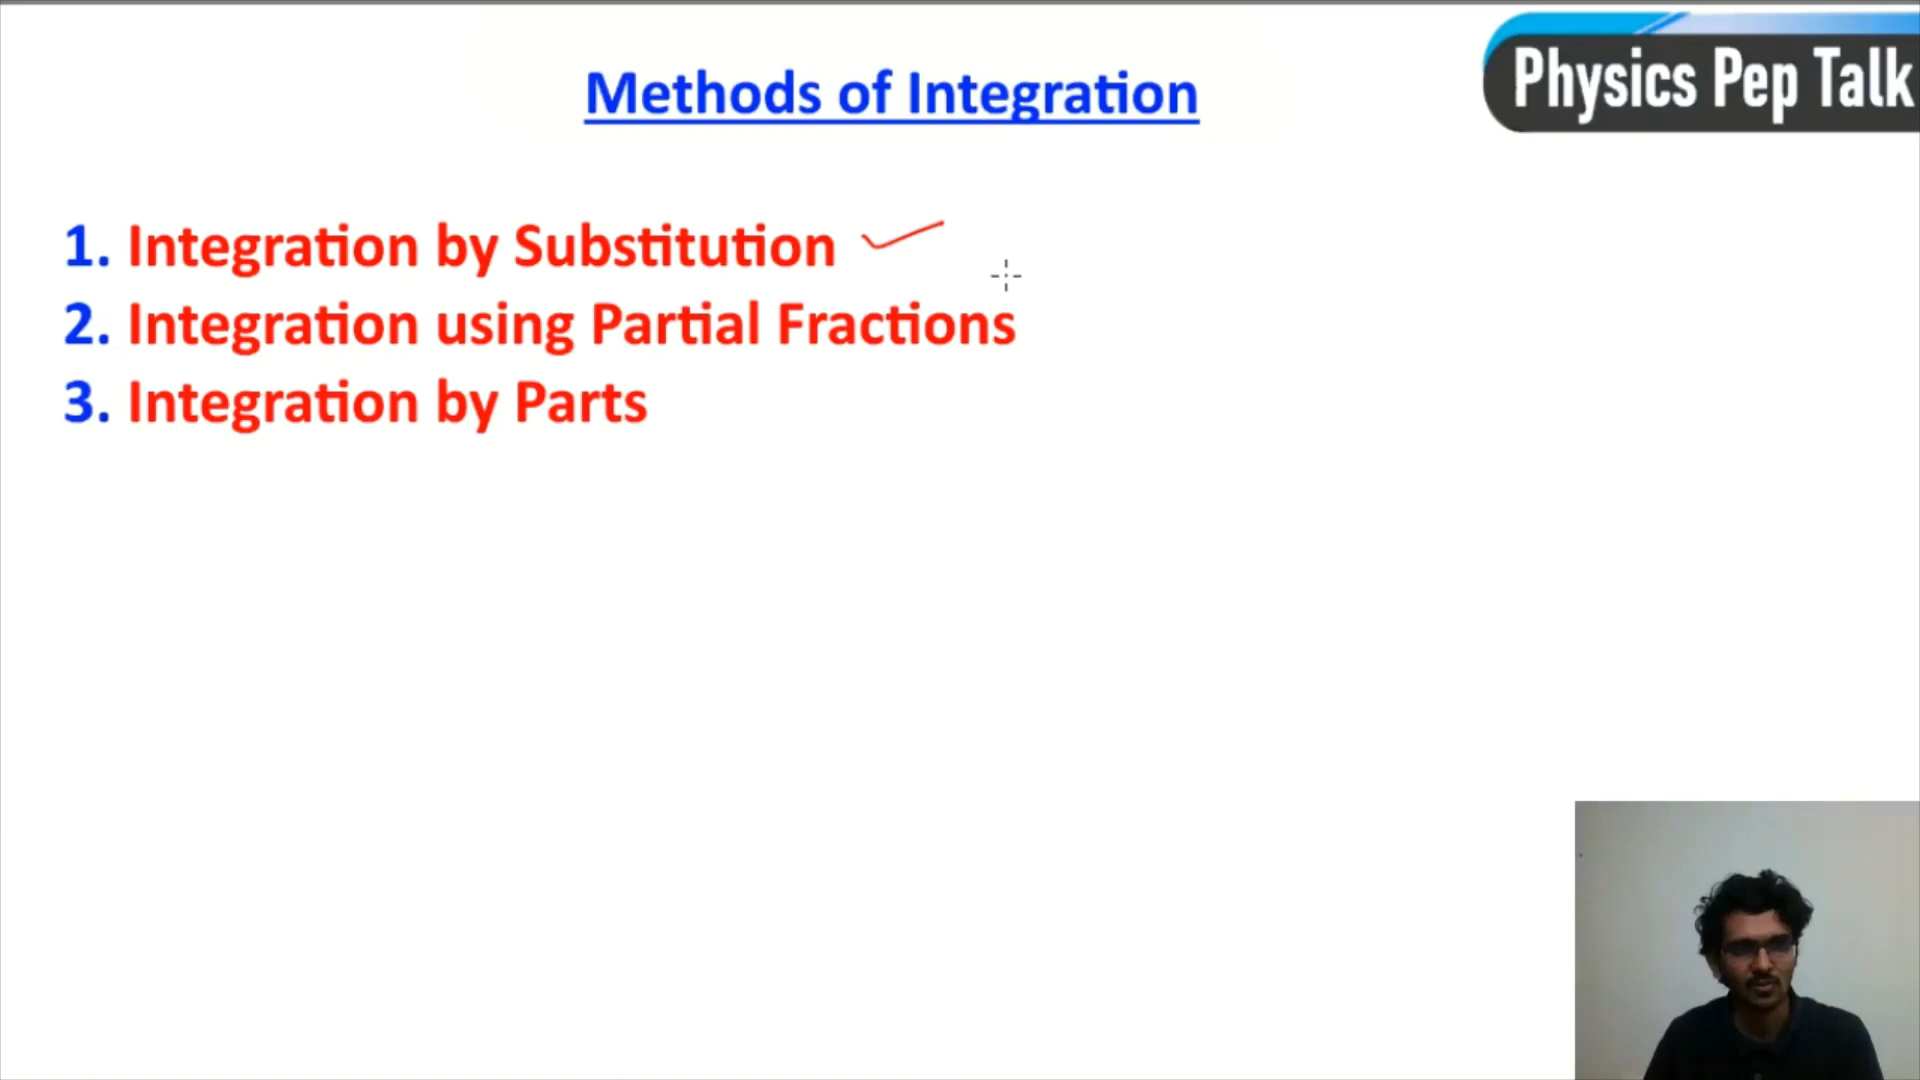 Methods of Integration
Physics Pep Talk
1. Integration by Substitution
2. Integration using Partial Fractions
3. Integration by Parts